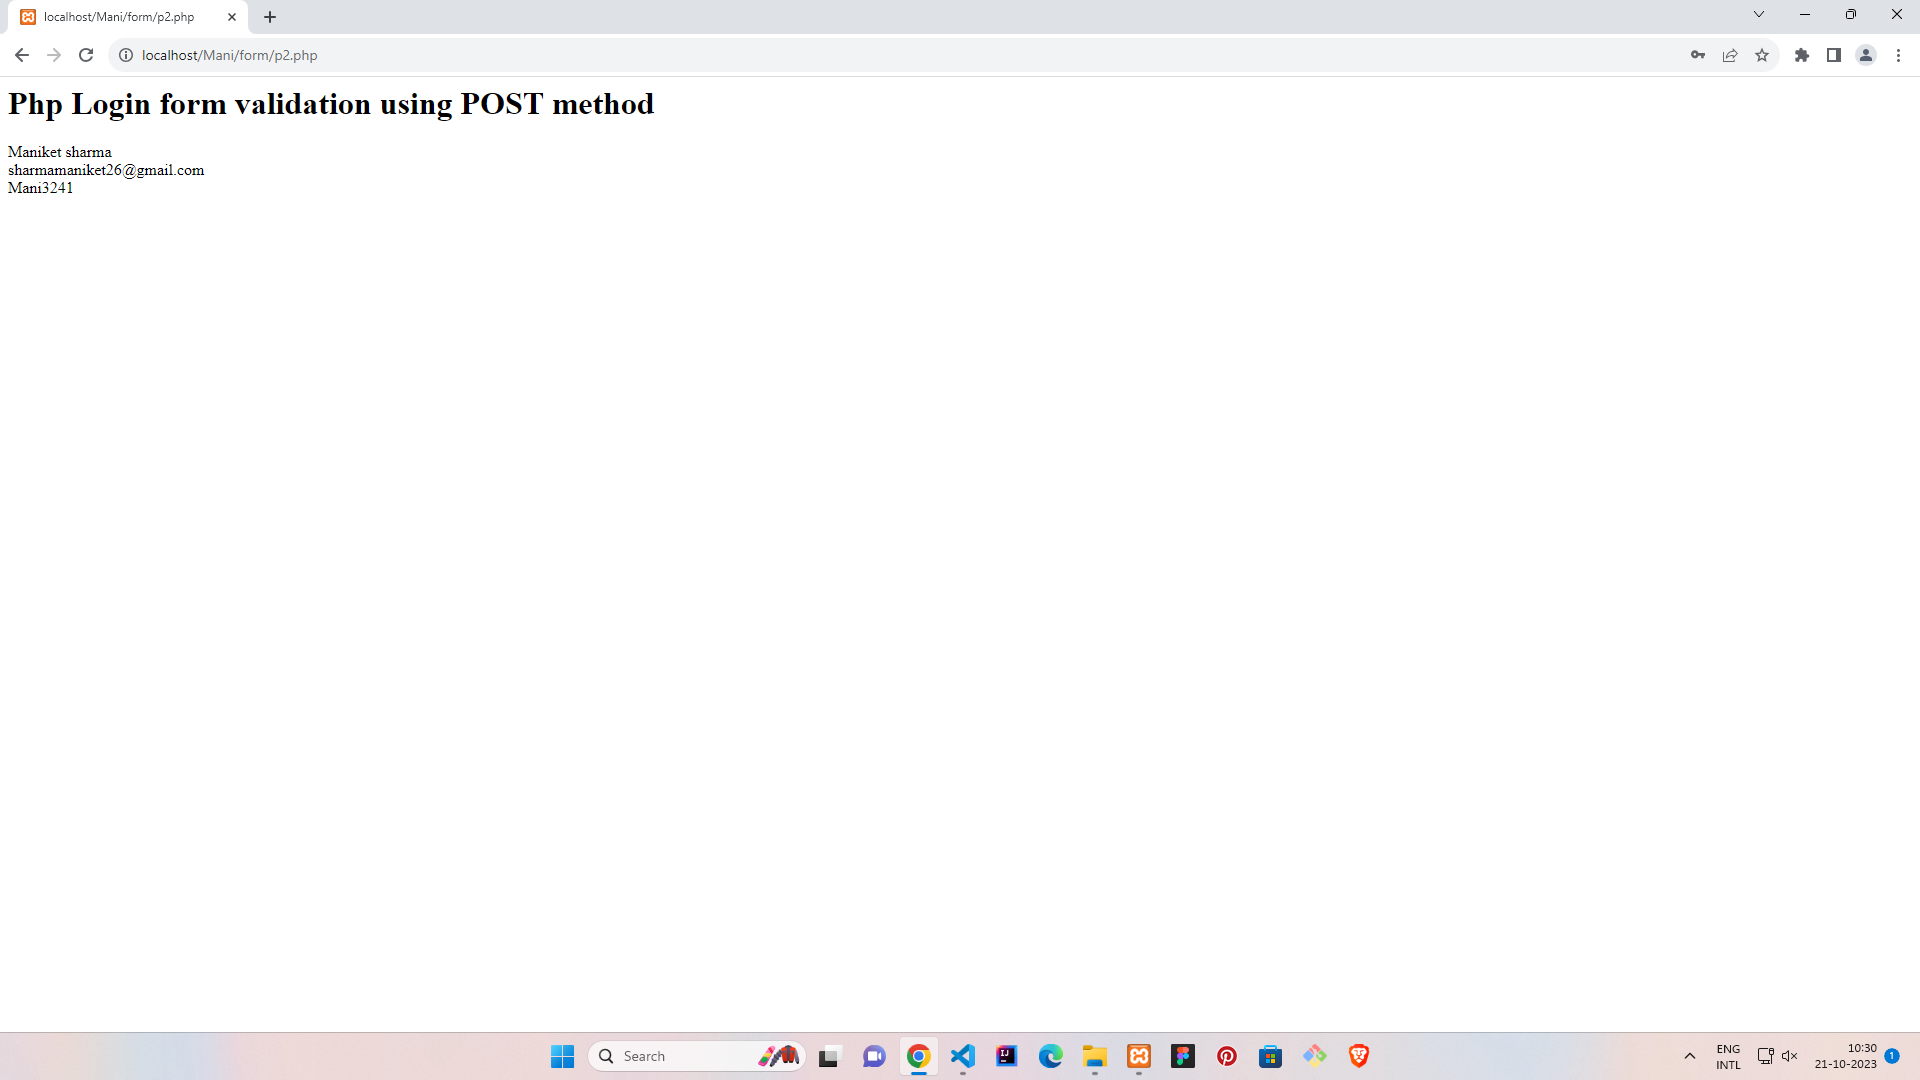 localhost/Mani/form/p2.php
localhost/Mani/form/p2.php
Php Login form validation using POST method
Maniket sharma
sharmamaniket26@gmail.com
Mani3241
Search
ENG
INTL
10:30
21-10-2023
1